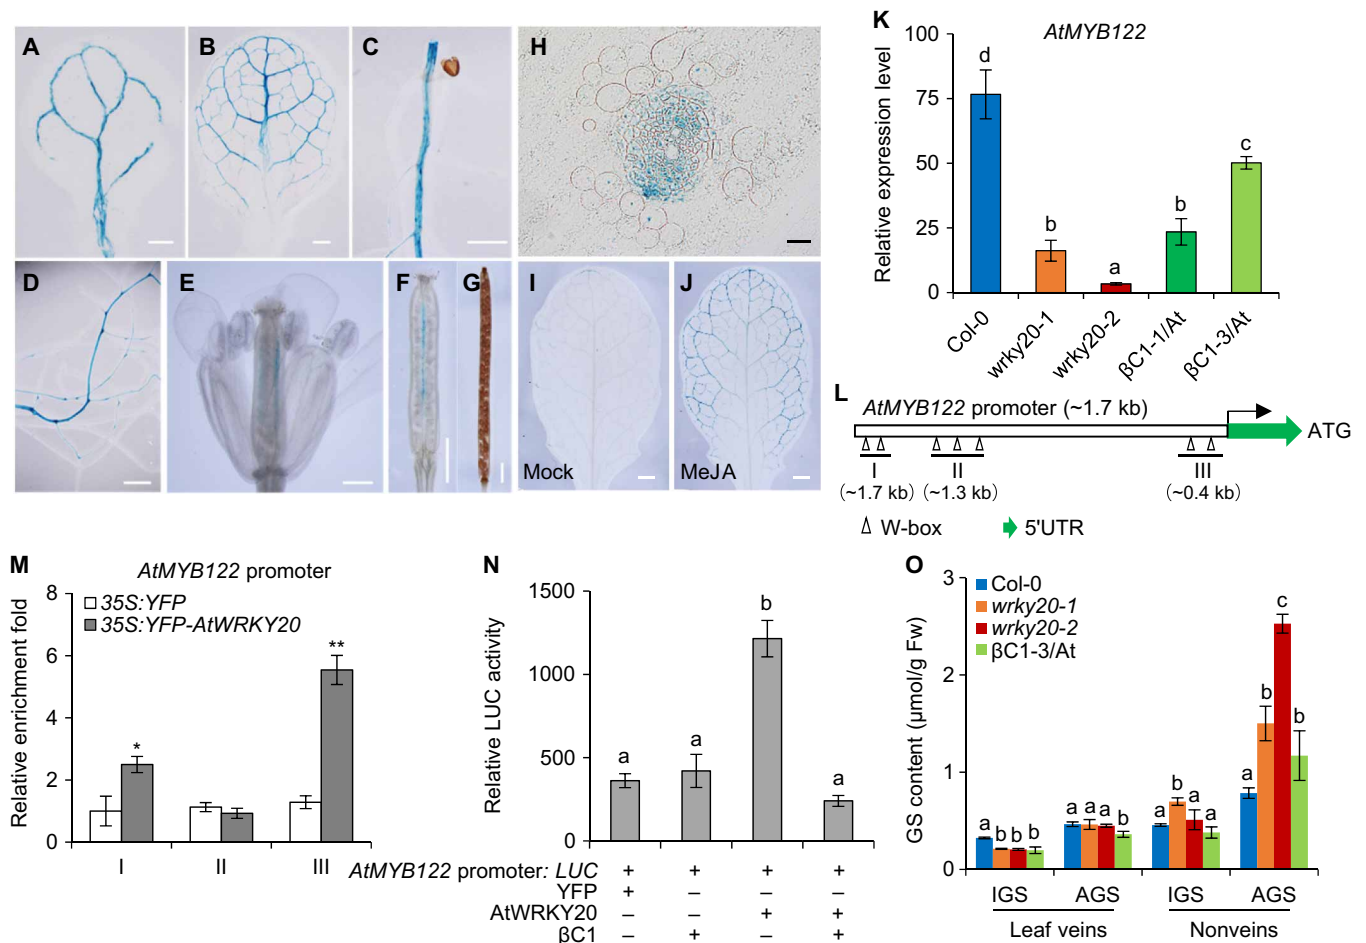 A
B
C
H
D
E
F
G
I
J
Mock
MeJA
K
AtMYB122
Relative expression level
100
75
50
25
0
d
b
a
b
c
Col-0
wrky20-1
wrky20-2
βC1-1/At
βC1-3/At
L
AtMYB122 promoter (~1.7 kb)
ATG
I
II
III
(~1.7 kb)
(~1.3 kb)
(~0.4 kb)
W-box
5'UTR
M
AtMYB122 promoter
35S:YFP
35S:YFP-AtWRKY20
Relative enrichment fold
8
6
4
2
0
*
**
I
II
III
N
Relative LUC activity
1500
1000
500
0
a
a
b
a
AtMYB122 promoter: LUC + + + +
YFP + – – –
AtWRKY20 – – + +
βC1 – + – +
O
Col-0
wrky20-1
wrky20-2
βC1-3/At
GS content (μmol/g Fw)
3
2
1
0
a b b b
a a a b
a b a a
a b c b
IGS AGS IGS AGS
Leaf veins Nonveins